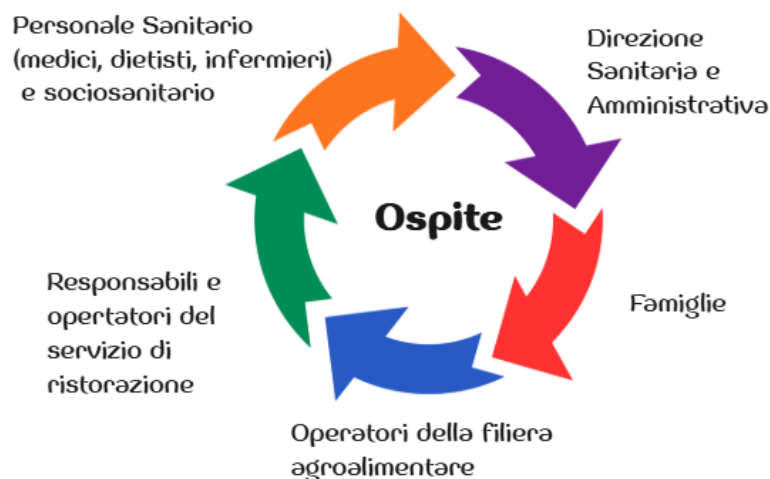 Personale Sanitario
(medici, dietisti, infermieri)
e sociosanitario
Direzione
Sanitaria e
Amministrativa
Ospite
Famiglie
Responsabili e
opertatori del
servizio di
ristorazione
Operatori della filiera
agroalimentare